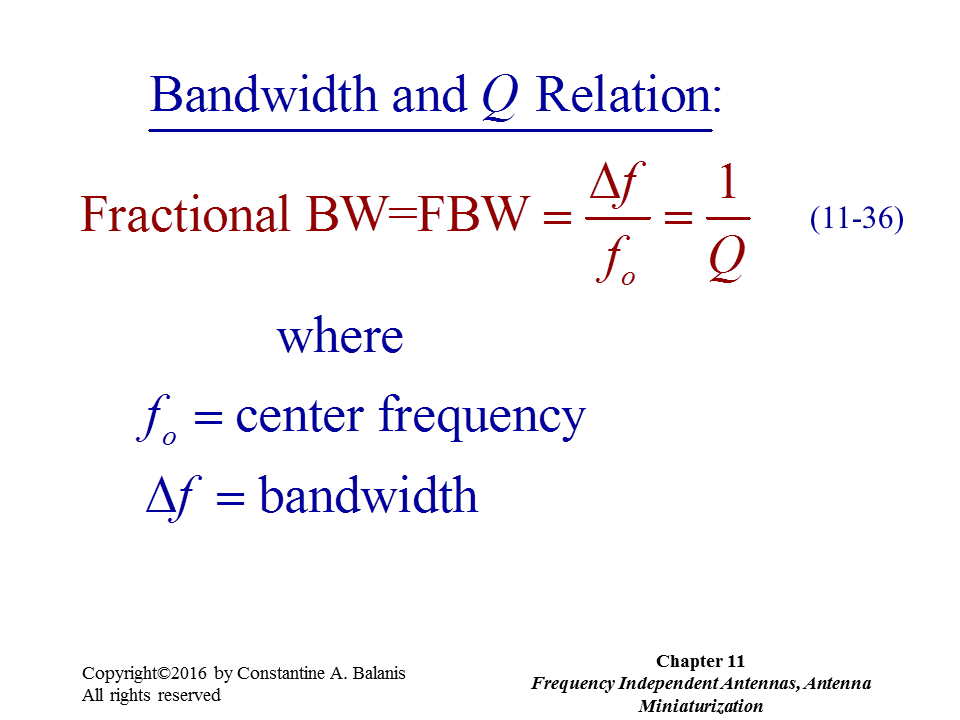 Bandwidth and Q Relation:
Fractional BW=FBW = Δf/f_o = 1/Q (11-36)
where
f_o = center frequency
Δf = bandwidth
Copyright©2016 by Constantine A. Balanis
All rights reserved
Chapter 11
Frequency Independent Antennas, Antenna
Miniaturization